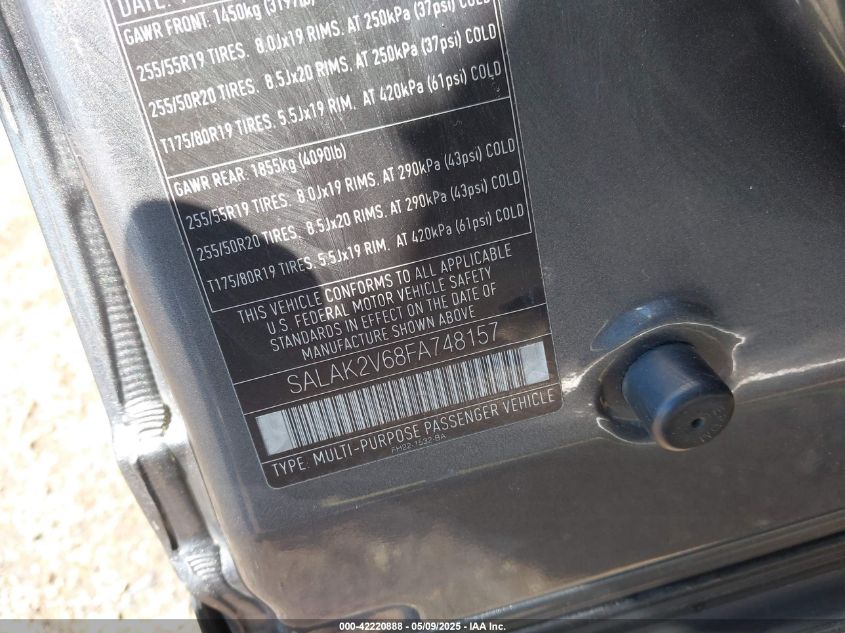 DATE:
GAWR FRONT: 1450kg (3197lb)
255/55R19 TIRES. 8.0Jx19 RIMS. AT 250kPa (37psi) COLD
255/50R20 TIRES. 8.5Jx20 RIMS. AT 250kPa (37psi) COLD
T175/80R19 TIRES. 5.5Jx19 RIM. AT 420kPa (61psi) COLD
GAWR REAR: 1855kg (4090lb)
255/55R19 TIRES. 8.0Jx19 RIMS. AT 290kPa (43psi) COLD
255/50R20 TIRES. 8.5Jx20 RIMS. AT 290kPa (43psi) COLD
T175/80R19 TIRES. 5.5Jx19 RIM. AT 420kPa (61psi) COLD
THIS VEHICLE CONFORMS TO ALL APPLICABLE
U.S. FEDERAL MOTOR VEHICLE SAFETY
STANDARDS IN EFFECT ON THE DATE OF
MANUFACTURE SHOWN ABOVE
SALAK2V68FA748157
TYPE: MULTI-PURPOSE PASSENGER VEHICLE
FH22-1532-BA
000-42220888 - 05/09/2025 - IAA Inc.